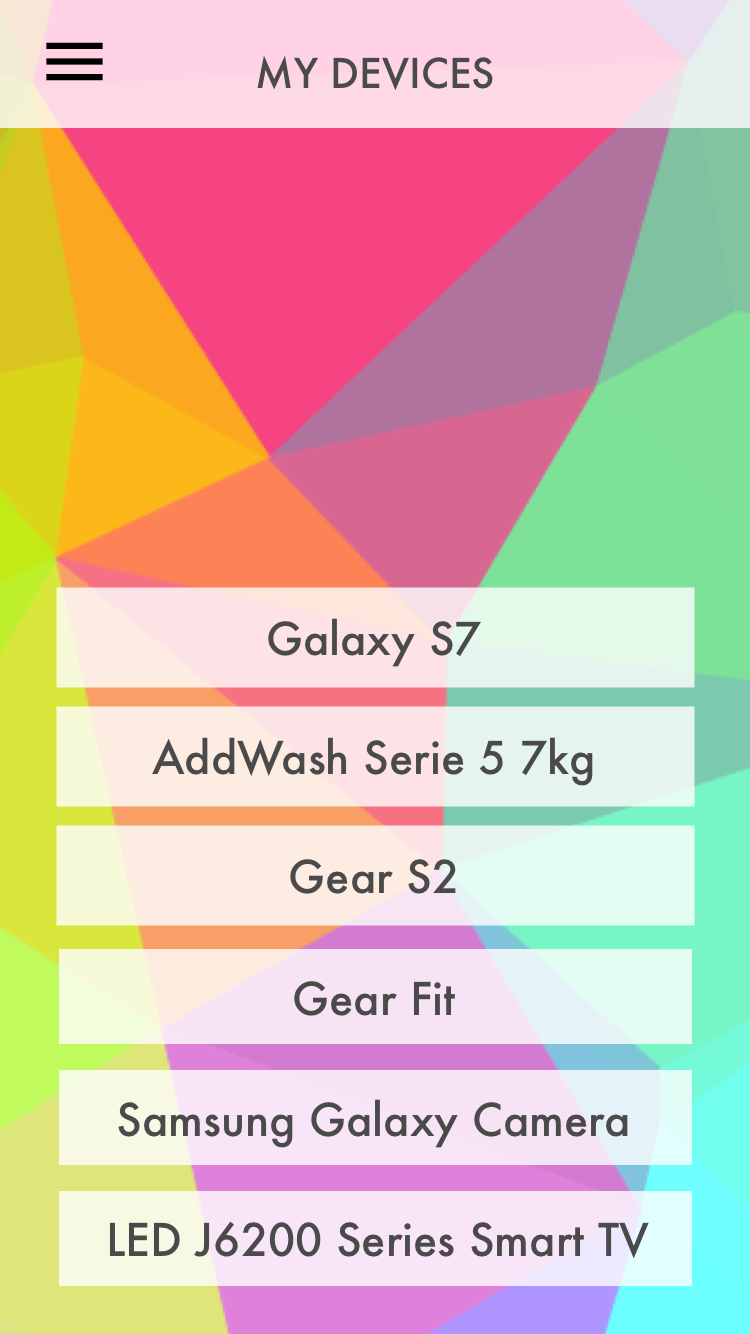 MY DEVICES
Galaxy S7
AddWash Serie 5 7kg
Gear S2
Gear Fit
Samsung Galaxy Camera
LED J6200 Series Smart TV